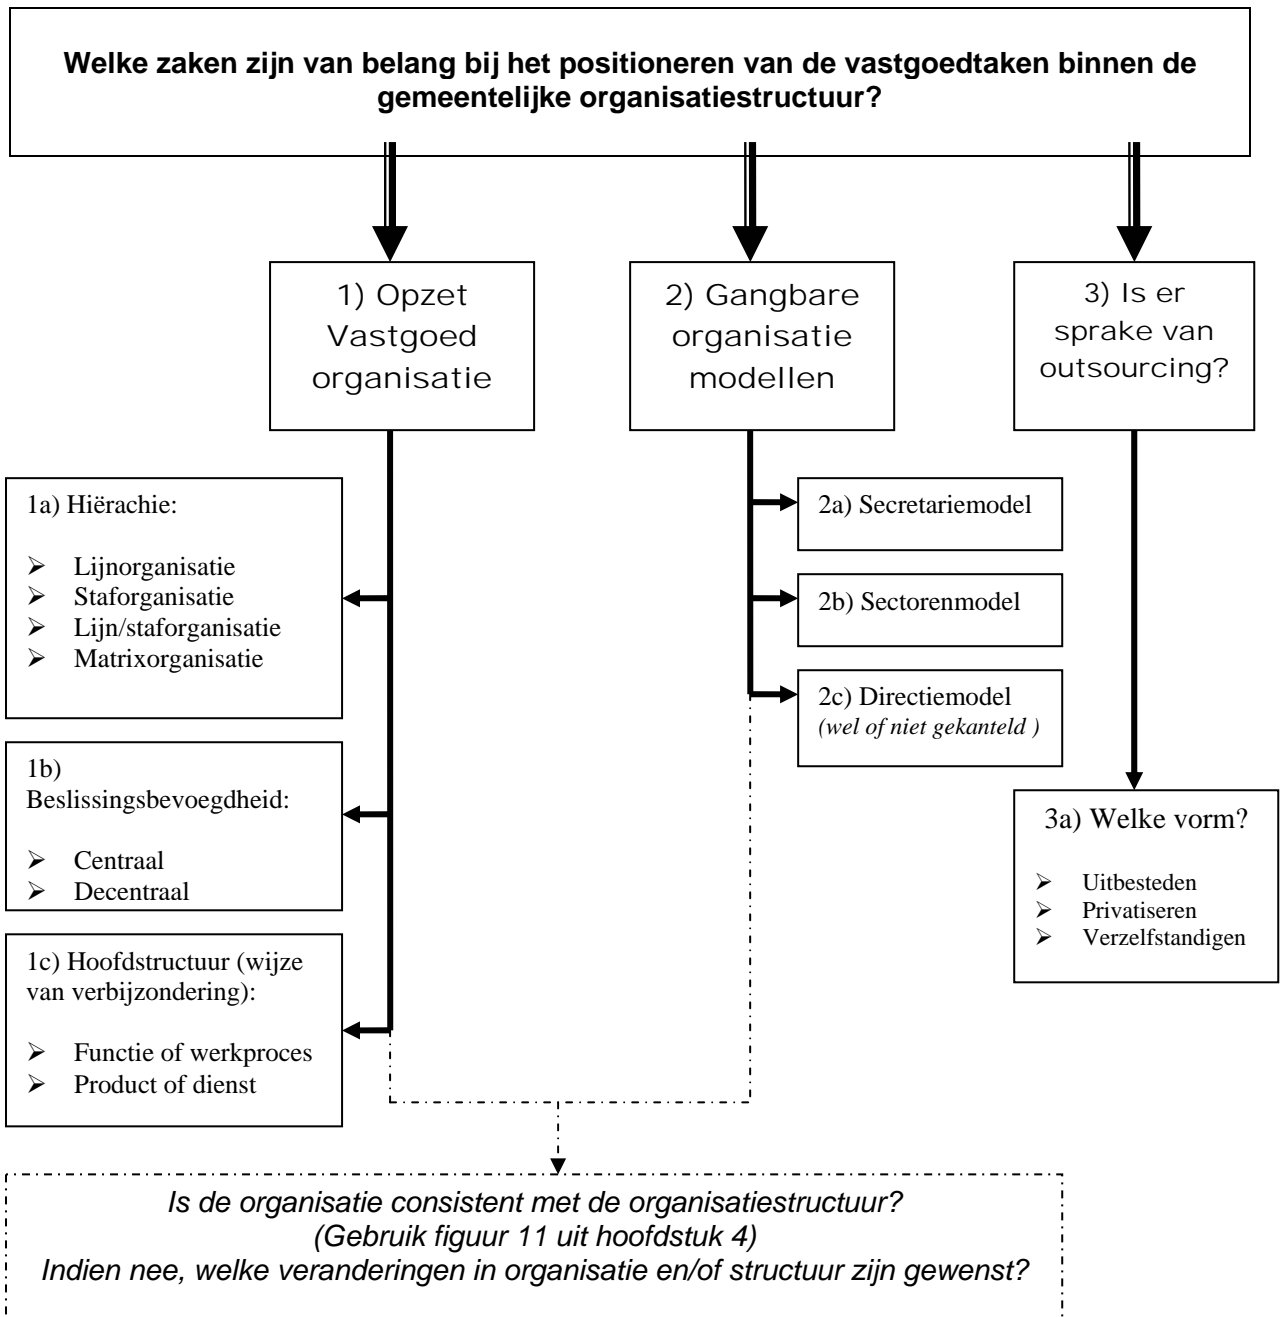 Welke zaken zijn van belang bij het positioneren van de vastgoedtaken binnen de
gemeentelijke organisatiestructuur?
1) Opzet
Vastgoed
organisatie
2) Gangbare
organisatie
modellen
3) Is er
sprake van
outsourcing?
1a) Hiërachie:
➢ Lijnorganisatie
➢ Staforganisatie
➢ Lijn/staforganisatie
➢ Matrixorganisatie
1b)
Beslissingsbevoegdheid:
➢ Centraal
➢ Decentraal
1c) Hoofdstructuur (wijze
van verbijzondering):
➢ Functie of werkproces
➢ Product of dienst
2a) Secretariemodel
2b) Sectorenmodel
2c) Directiemodel
(wel of niet gekanteld )
3a) Welke vorm?
➢ Uitbesteden
➢ Privatiseren
➢ Verzelfstandigen
Is de organisatie consistent met de organisatiestructuur?
(Gebruik figuur 11 uit hoofdstuk 4)
Indien nee, welke veranderingen in organisatie en/of structuur zijn gewenst?